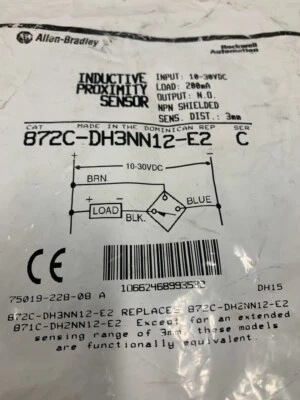 Allen-Bradley
Rockwell Automation
INDUCTIVE PROXIMITY SENSOR
INPUT: 10-30VDC
LOAD: 200mA
OUTPUT: N.O.
NPN SHIELDED
SENS. DIST.: 3mm
CAT MADE IN THE DOMINICAN REP SER
872C-DH3NN12-E2 C
10-30VDC
BRN
LOAD
BLK.
BLUE
CE
10662468993533
75019-228-08 A
DH15
872C-DH3NN12-E2 REPLACES 872C-DH2NN12-E2
871C-DH2NN12-E2. Except for an extended
sensing range of 3mm, these models
are functionally equivalent.